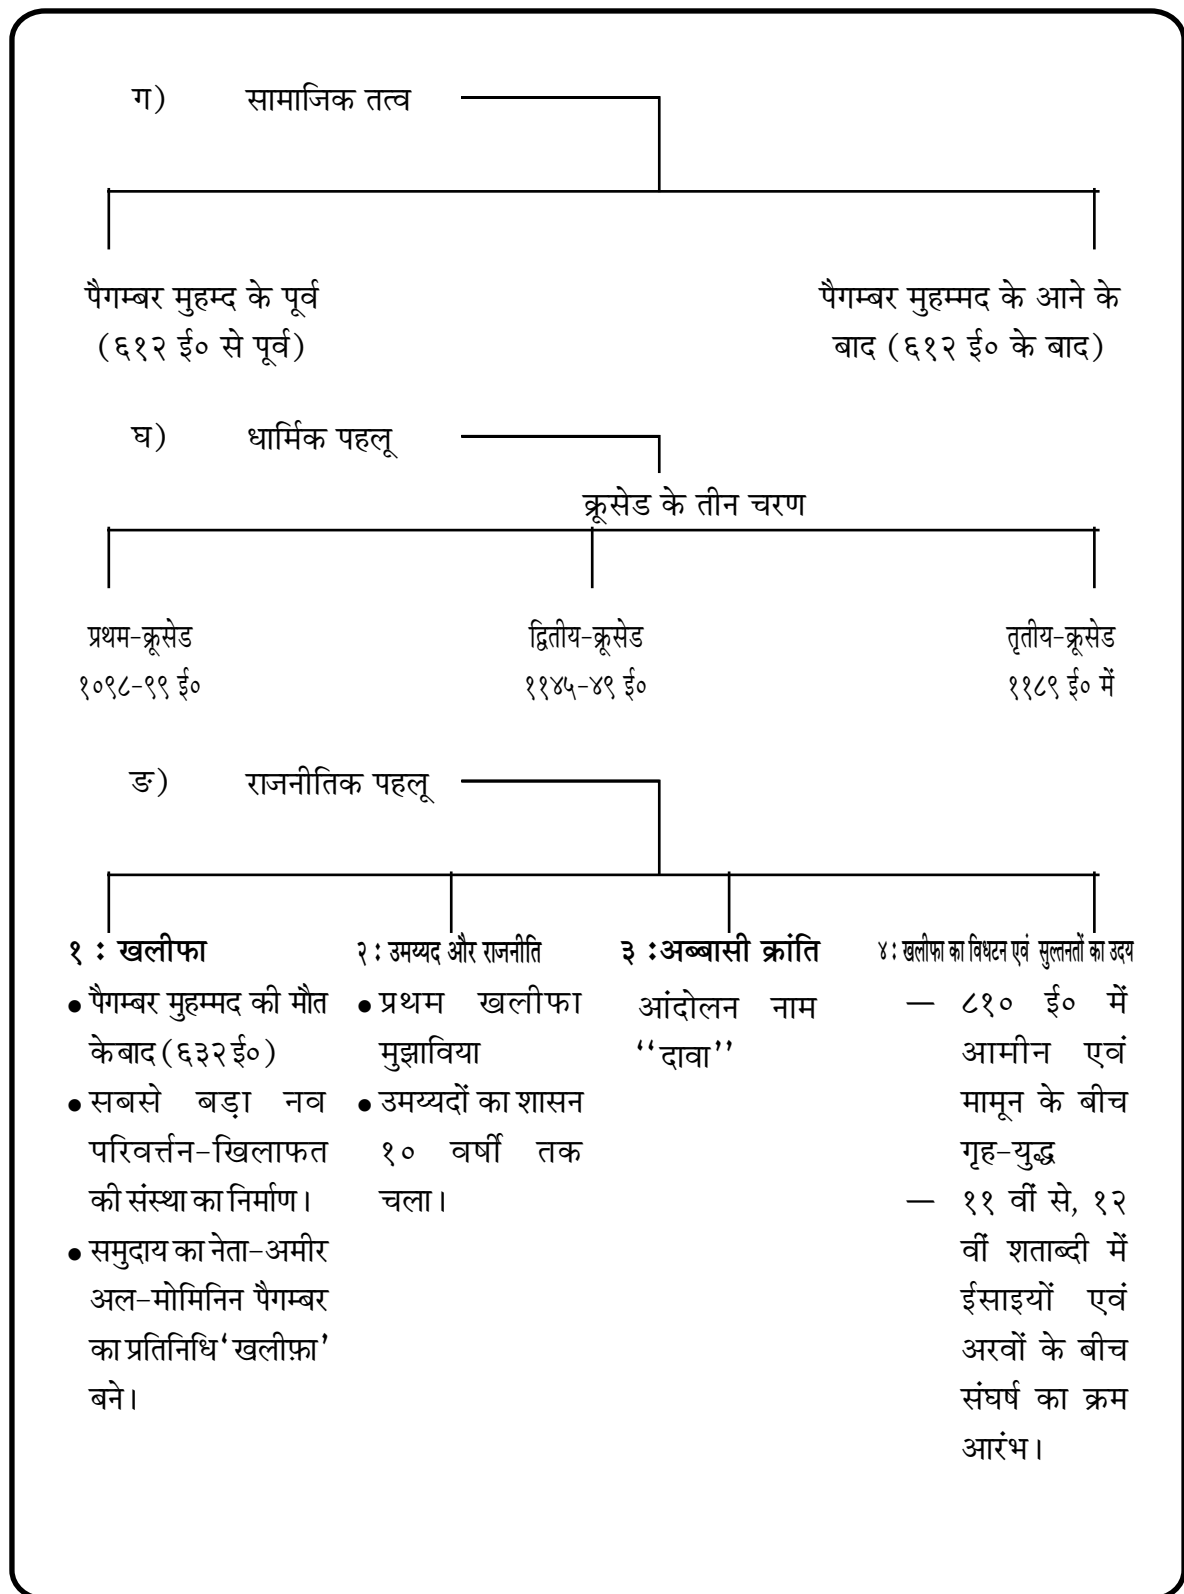 ग) सामाजिक तत्व
पैगम्बर मुहम्द के पूर्व
(६१२ ई० से पूर्व)
पैगम्बर मुहम्मद के आने के
बाद (६१२ ई० के बाद)
घ) धार्मिक पहलू
क्रूसेड के तीन चरण
प्रथम-क्रूसेड
१०९८-९९ ई०
द्वितीय-क्रूसेड
११४५-४९ ई०
तृतीय-क्रूसेड
११८९ ई० में
ङ) राजनीतिक पहलू
१ : खलीफा
● पैगम्बर मुहम्मद की मौत
के बाद (६३२ ई०)
● सबसे बड़ा नव
परिवर्त्तन-खिलाफत
की संस्था का निर्माण।
● समुदाय का नेता-अमीर
अल-मोमिनिन पैगम्बर
का प्रतिनिधि ‘खलीफ़ा’
बने।
२ : उमय्यद और राजनीति
● प्रथम खलीफा
मुझाविया
● उमय्यदों का शासन
१० वर्षी तक
चला।
३ :अब्बासी क्रांति
आंदोलन नाम
‘‘दावा’’
४ : खलीफा का विधटन एवं सुल्तनतों का उदय
— ८१० ई० में
आमीन एवं
मामून के बीच
गृह-युद्ध
— ११ वीं से, १२
वीं शताब्दी में
ईसाइयों एवं
अरवों के बीच
संघर्ष का क्रम
आरंभ।